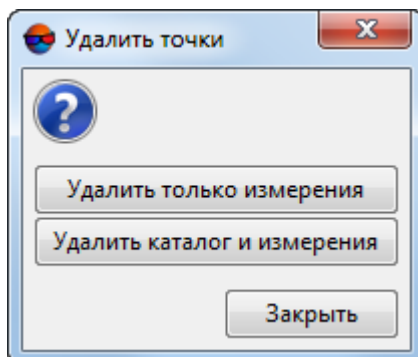 Удалить точки
Удалить только измерения
Удалить каталог и измерения
Закрыть